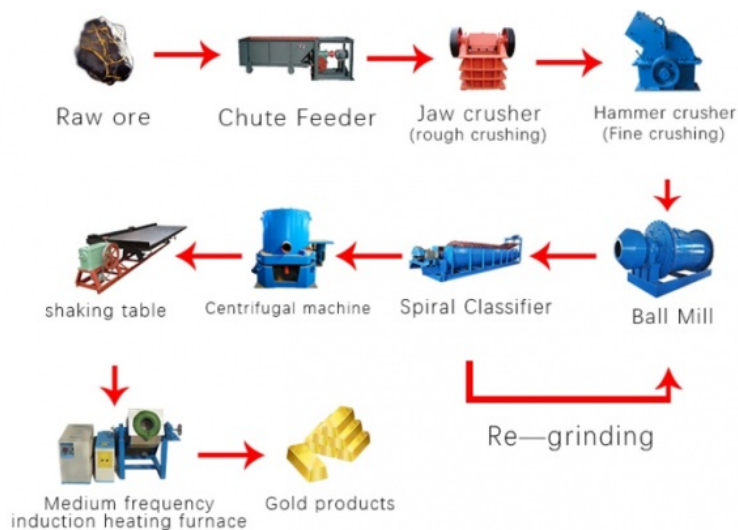 Raw ore
Chute Feeder
Jaw crusher
(rough crushing)
Hammer crusher
(Fine crushing)
shaking table
Centrifugal machine
Spiral Classifier
Ball Mill
Re—grinding
Medium frequency
induction heating furnace
Gold products